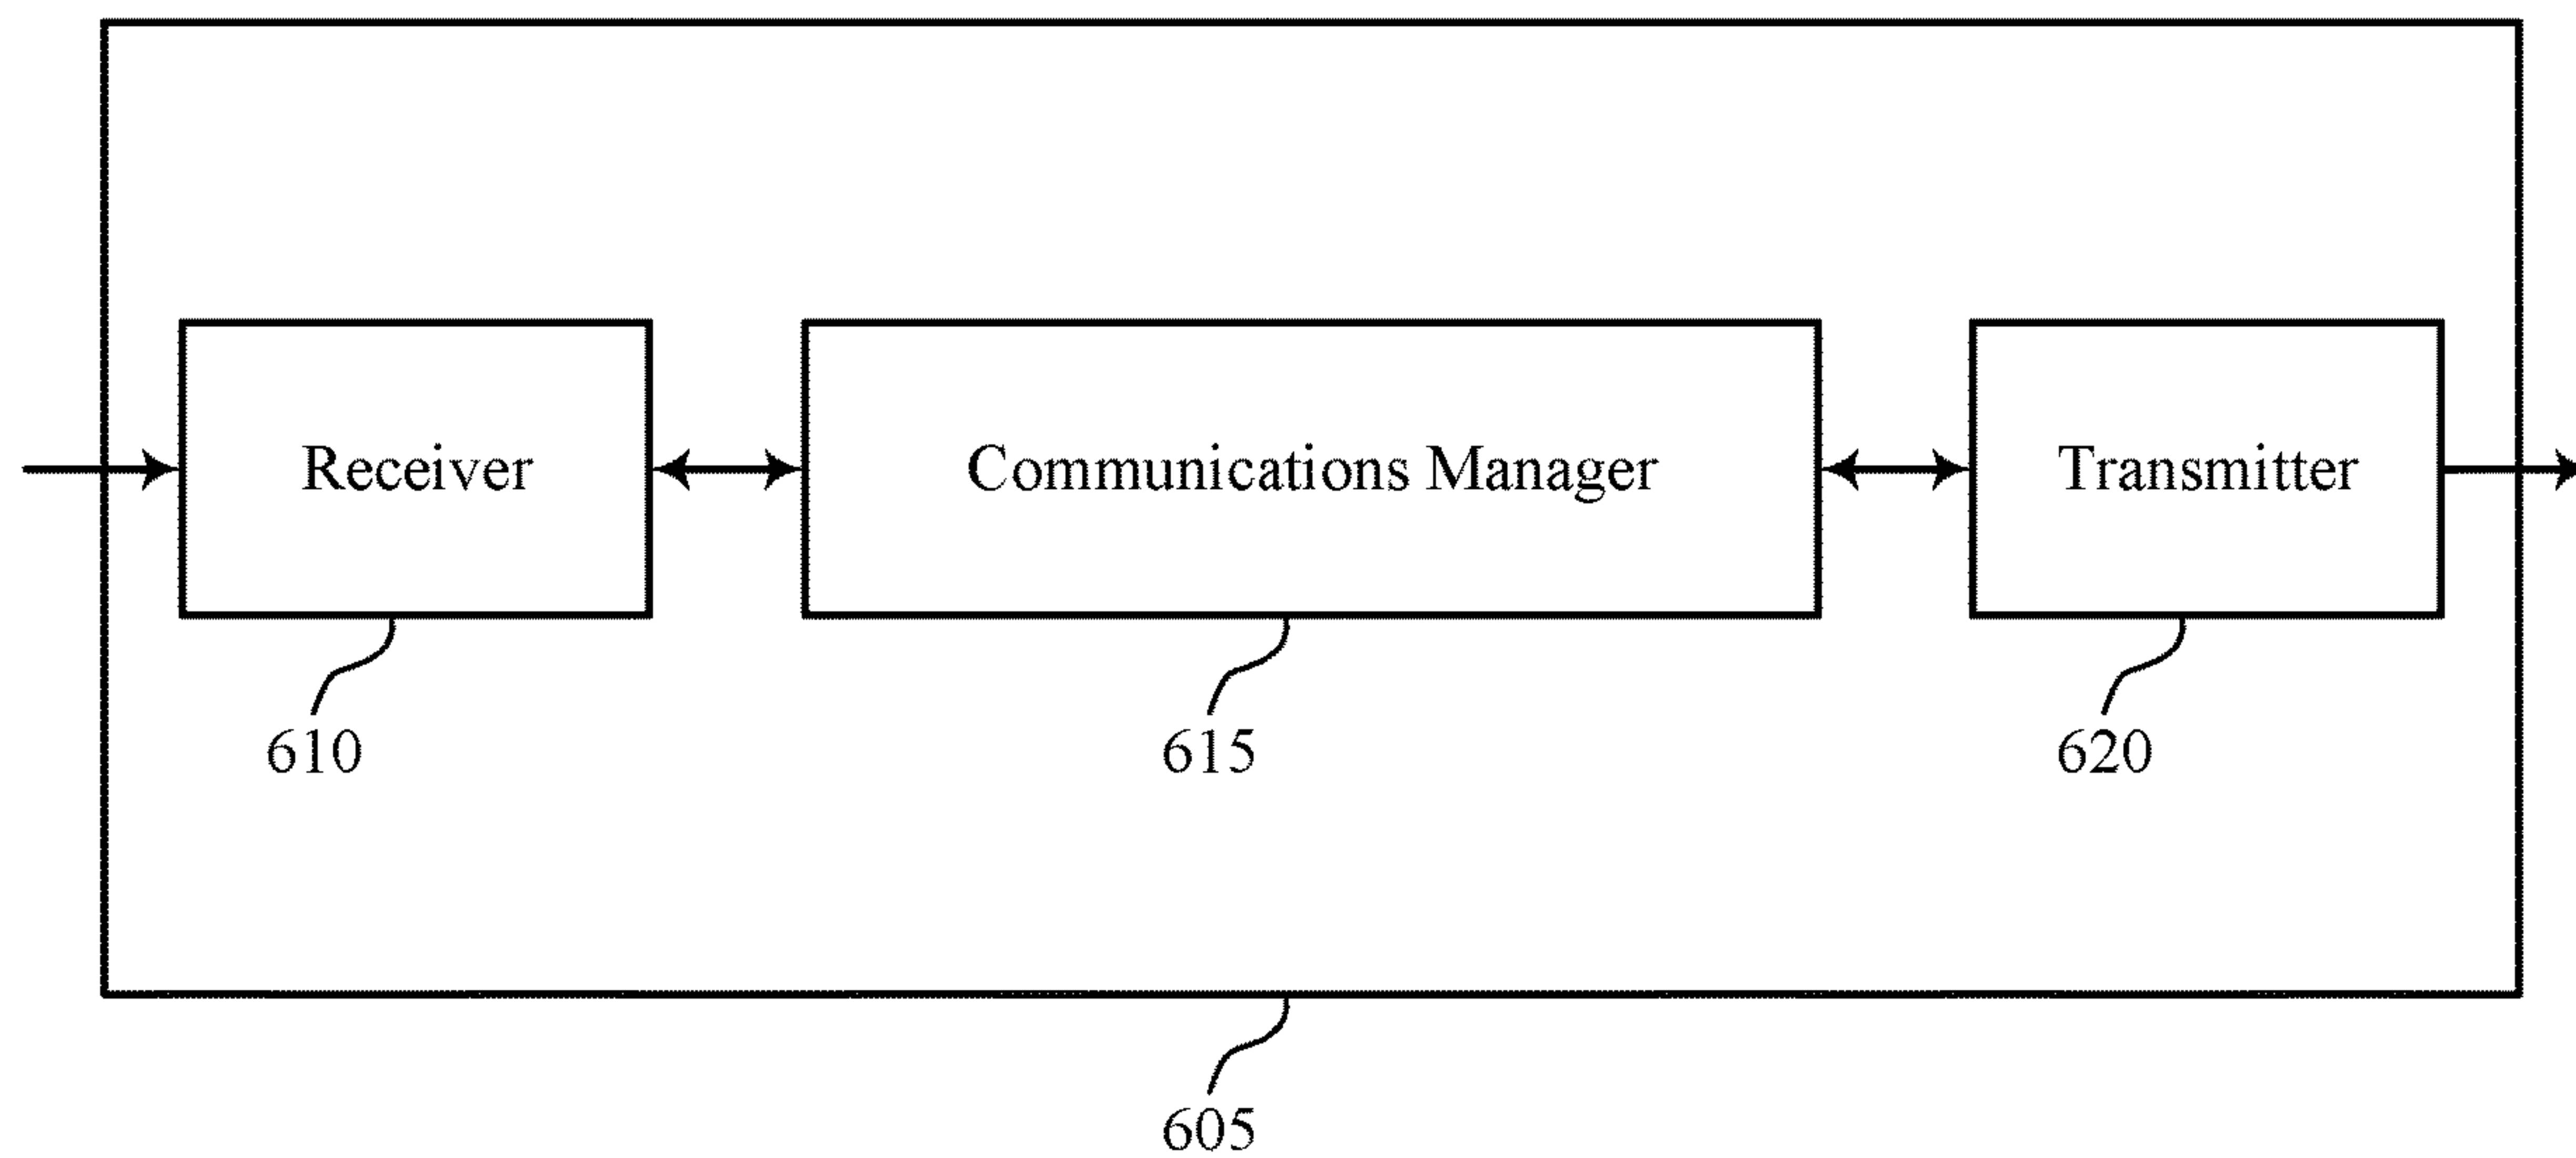 Receiver
Communications Manager
Transmitter
610
615
620
605